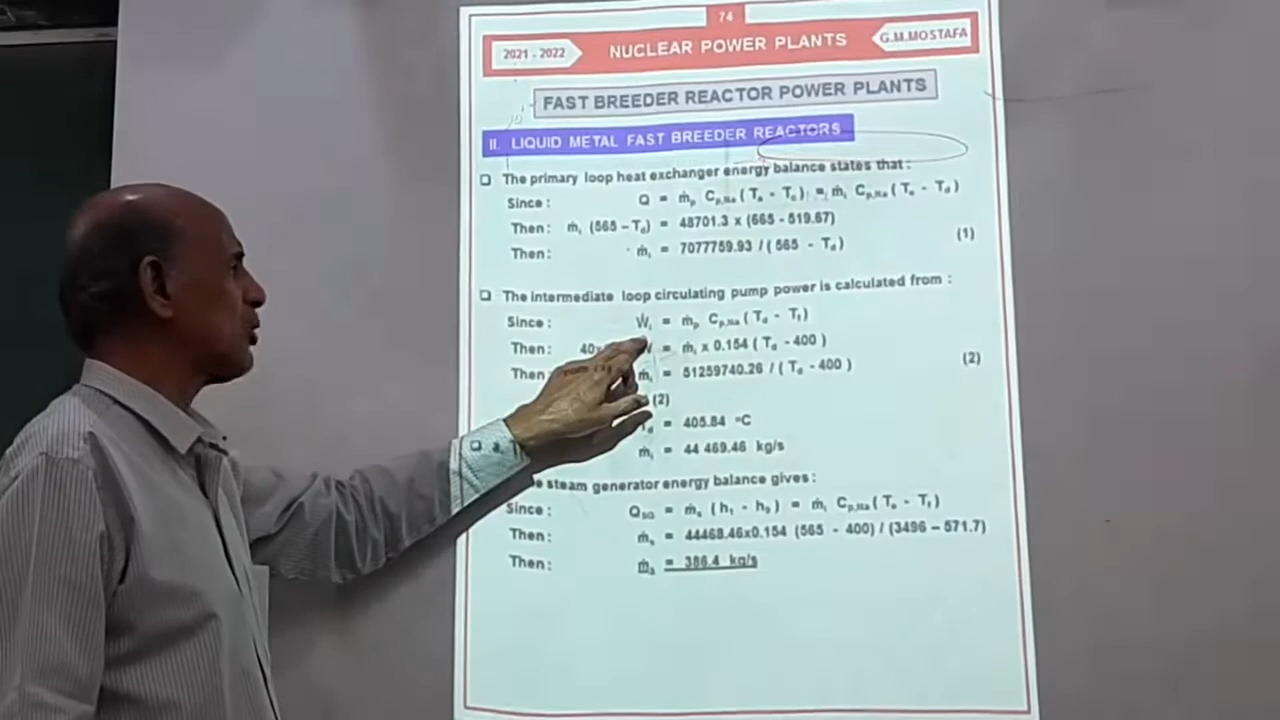 74
2021 - 2022 NUCLEAR POWER PLANTS G.M.MOSTAFA
FAST BREEDER REACTOR POWER PLANTS
II. LIQUID METAL FAST BREEDER REACTORS
❑ The primary loop heat exchanger energy balance states that :
Since : Q = ṁp Cp,Na ( Ta - Tc ) = ṁi Cp,Na ( Te - Td )
Then : ṁi (565 – Td) = 48701.3 x (665 - 519.67)
Then : ṁi = 7077759.93 / ( 565 - Td ) (1)
❑ The intermediate loop circulating pump power is calculated from :
Since : Ẇi = ṁp Cp,Na ( Td - Tf )
Then : = ṁi x 0.154 ( Td - 400 )
Then ṁi = 51259740.26 / ( Td - 400 ) (2)
(2)
= 405.84 °C
ṁi = 44 469.46 kg/s
steam generator energy balance gives :
Since : QSG = ṁs ( h1 - h9 ) = ṁi Cp,Na ( Te - Tf )
Then : ṁs = 44468.46x0.154 (565 - 400) / (3496 – 571.7)
Then : ṁs = 386.4 kg/s